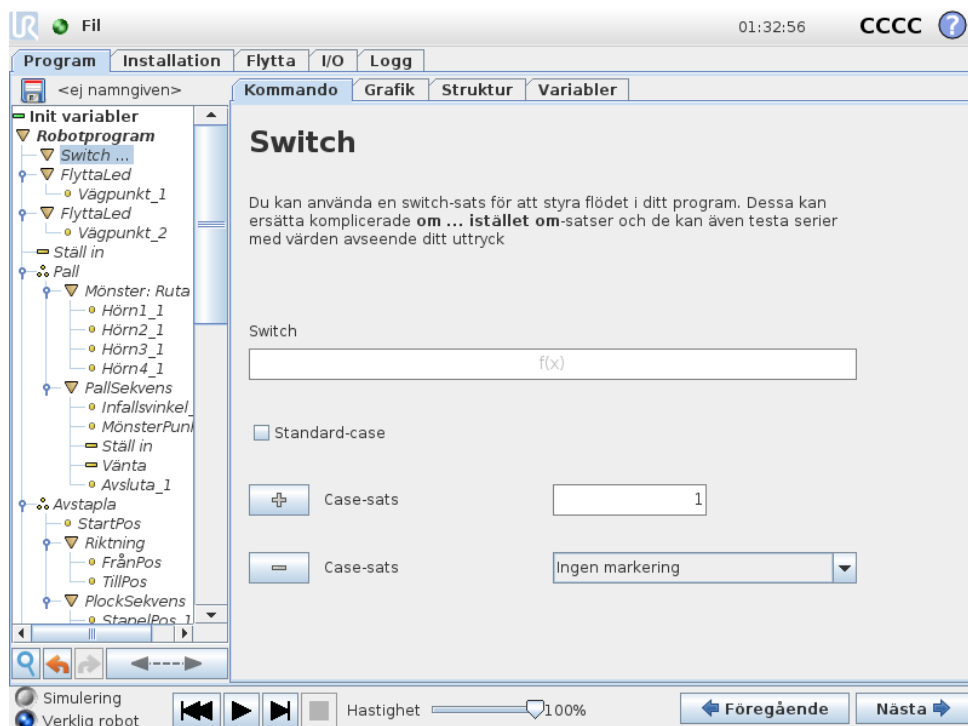 UR Fil 01:32:56 CCCC ?
Program Installation Flytta I/O Logg
<ej namngiven>
Kommando Grafik Struktur Variabler
Init variabler
Robotprogram
Switch ...
FlyttaLed
Vägpunkt_1
FlyttaLed
Vägpunkt_2
Ställ in
Pall
Mönster: Ruta
Hörn1_1
Hörn2_1
Hörn3_1
Hörn4_1
PallSekvens
Infallsvinkel_
MönsterPunl
Ställ in
Vänta
Avsluta_1
Avstapla
StartPos
Riktning
FrånPos
TillPos
PlockSekvens
StapelPos_1
Switch
Du kan använda en switch-sats för att styra flödet i ditt program. Dessa kan
ersätta komplicerade om ... istället om-satser och de kan även testa serier
med värden avseende ditt uttryck
Switch
f(x)
Standard-case
Case-sats 1
Case-sats Ingen markering
Simulering
Verklig robot
Hastighet 100%
Föregående Nästa